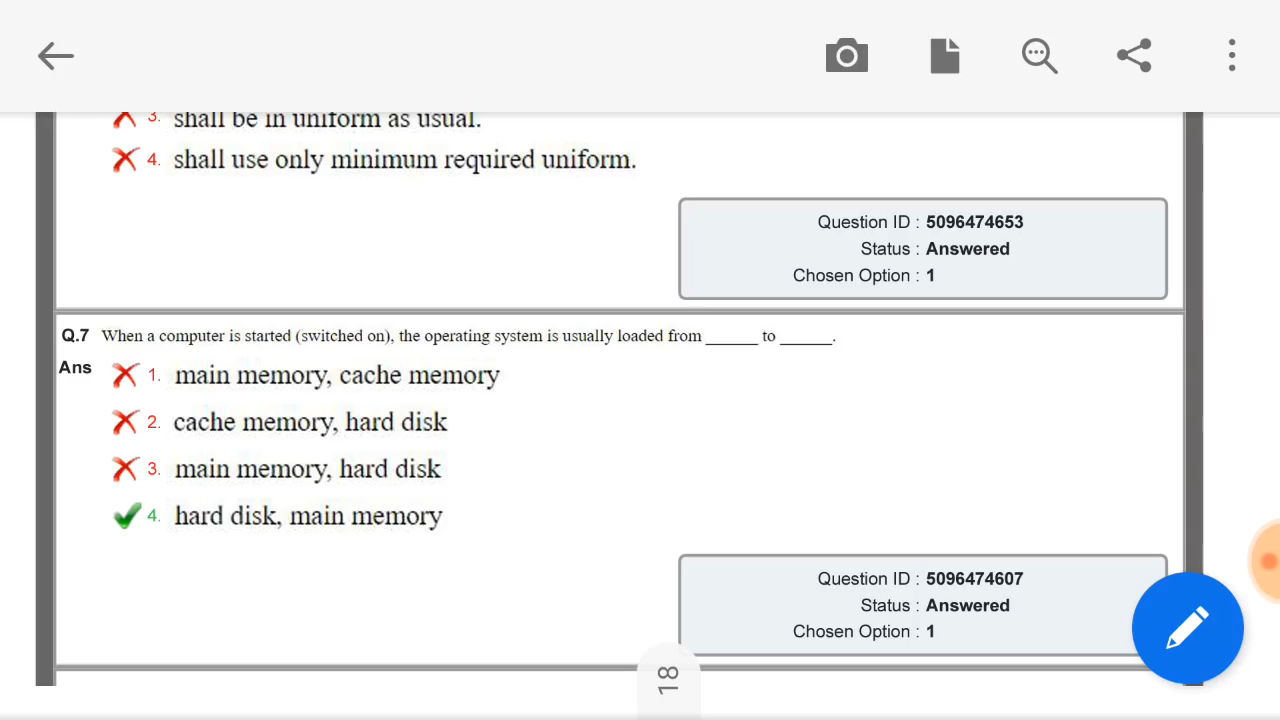 3. shall be in uniform as usual.
4. shall use only minimum required uniform.
Question ID : 5096474653
Status : Answered
Chosen Option : 1
Q.7 When a computer is started (switched on), the operating system is usually loaded from ______ to ______.
Ans 1. main memory, cache memory
2. cache memory, hard disk
3. main memory, hard disk
4. hard disk, main memory
Question ID : 5096474607
Status : Answered
Chosen Option : 1
18